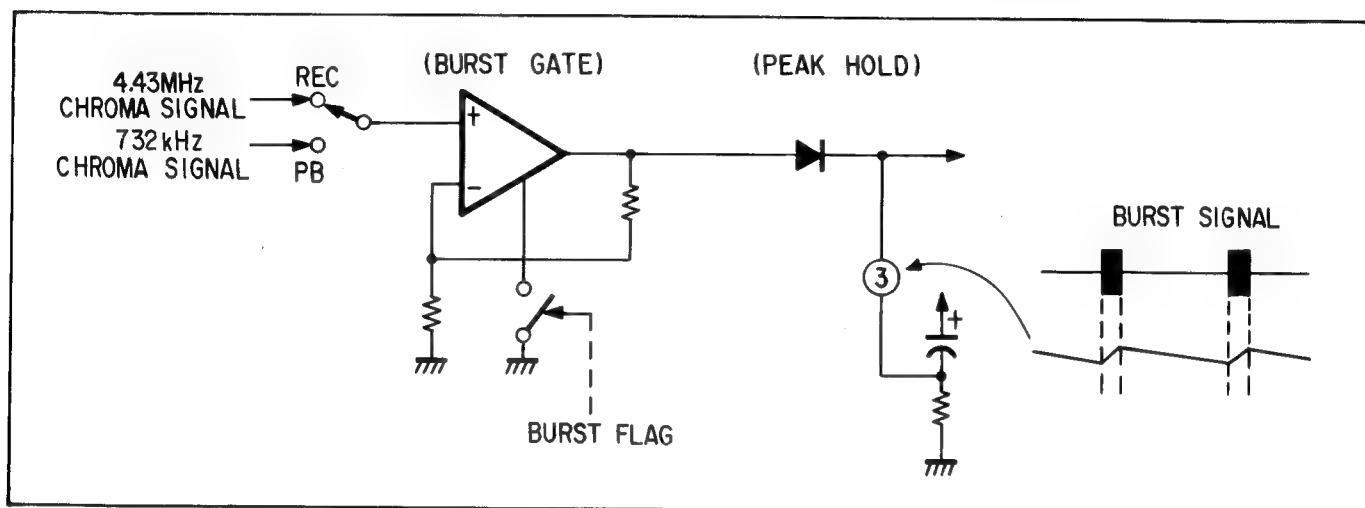 (BURST GATE)
(PEAK HOLD)
REC
4.43MHz
CHROMA SIGNAL
732kHz
CHROMA SIGNAL
PB
+
-
BURST SIGNAL
3
+
BURST FLAG